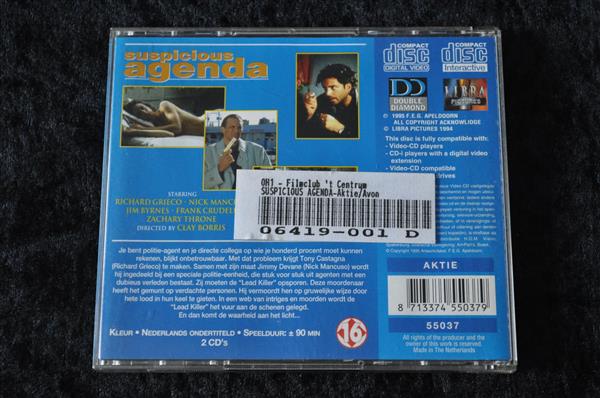 suspicious
agenda
COMPACT
disc
DIGITAL VIDEO
COMPACT
disc
Interactive
DD
DOUBLE
DIAMOND
LIBRA
PICTURES
© 1995 F.E.G. APELDOORN
ALL COPYRIGHT ACKNOWLIDGE
© LIBRA PICTURES 1994
This disc is fully compatible with:
- Video-CD players
- CD-i players with a digital video
extension
- Video-CD compatible
drives
STARRING
RICHARD GRIECO · NICK MANCU
JIM BYRNES · FRANK CRUDEL
ZACHARY THRONE
DIRECTED BY CLAY BORRIS
OH1 - Filmclub 't Centrum
SUSPICIOUS AGENDA-Aktie/Avon
06419-001 D
Je bent politie-agent en je directe collega op wie je honderd procent moet kunnen
rekenen, blijkt onbetrouwbaar. Met dat probleem krijgt Tony Castagna
(Richard Grieco) te maken. Samen met zijn maat Jimmy Devane (Nick Mancuso) wordt
hij ingedeeld bij een speciale politie-eenheid, die stuk voor stuk uit agenten met een
dubieus verleden bestaat. Zij moeten de "Lead Killer" opsporen. Deze moordenaar
heeft het gemunt op verdachte personen. Hij vermoordt hen op gruwelijke wijze door
hete lood in hun keel te gieten. In een web van intriges en moorden wordt de
"Lead Killer" het vuur aan de schenen gelegd.
En dan komt de waarheid aan het licht...
KLEUR • NEDERLANDS ONDERTITELD • SPEELDUUR: ± 90 MIN
2 CD's
16
AKTIE
8 713374 550379
55037
All rights of the producer and the
owner of this work is reserved.
Made in The Netherlands